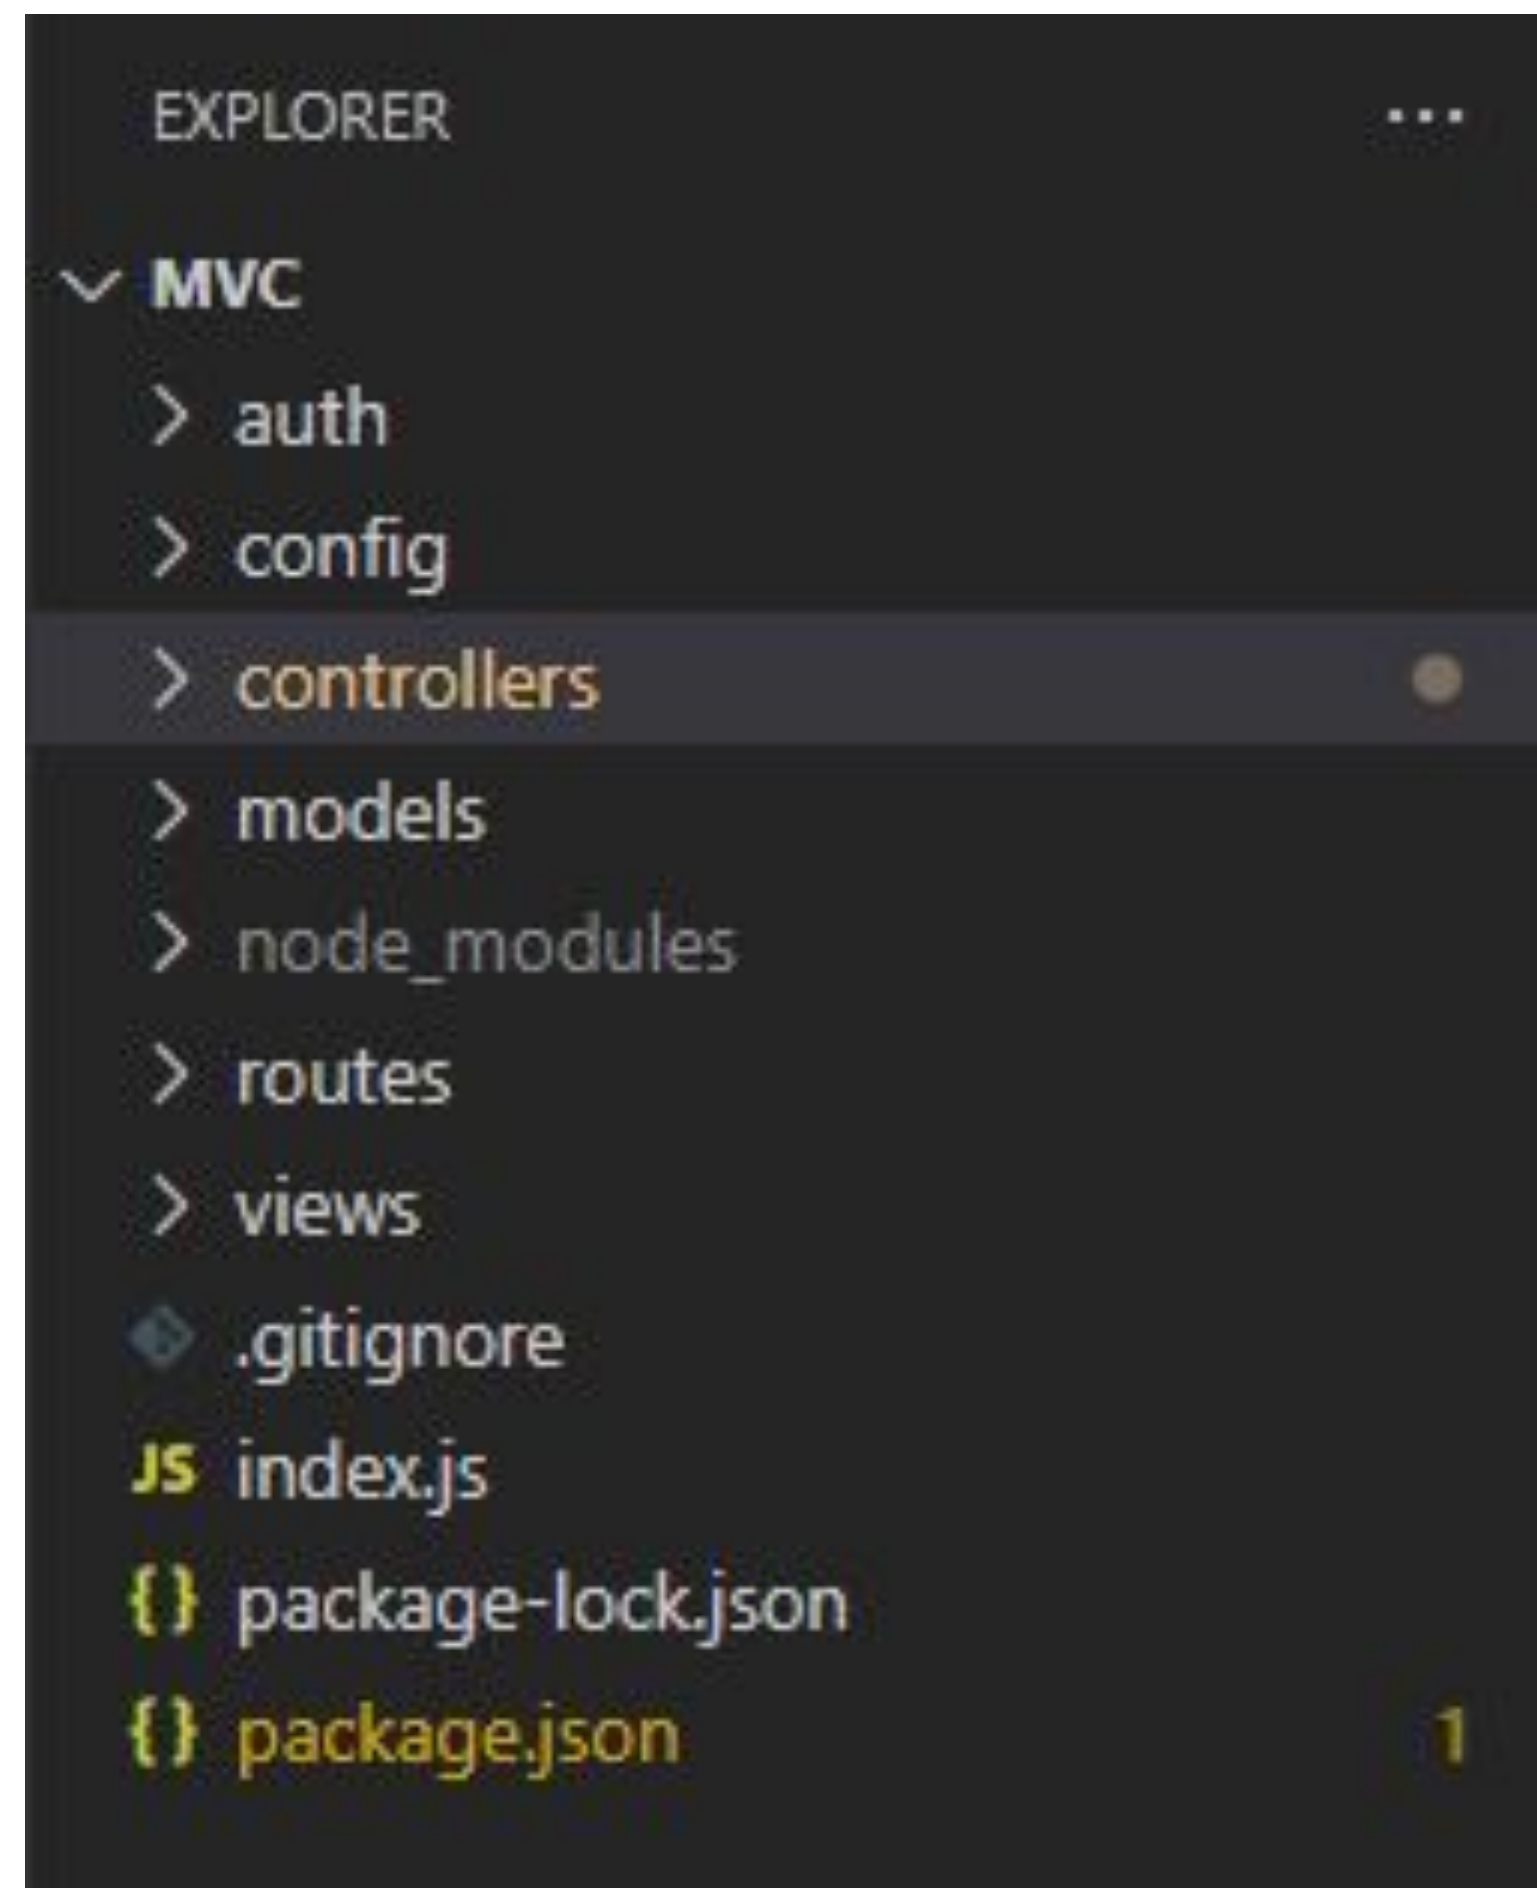 EXPLORER
MVC
auth
config
controllers
models
node_modules
routes
views
.gitignore
JS index.js
{} package-lock.json
{} package.json 1